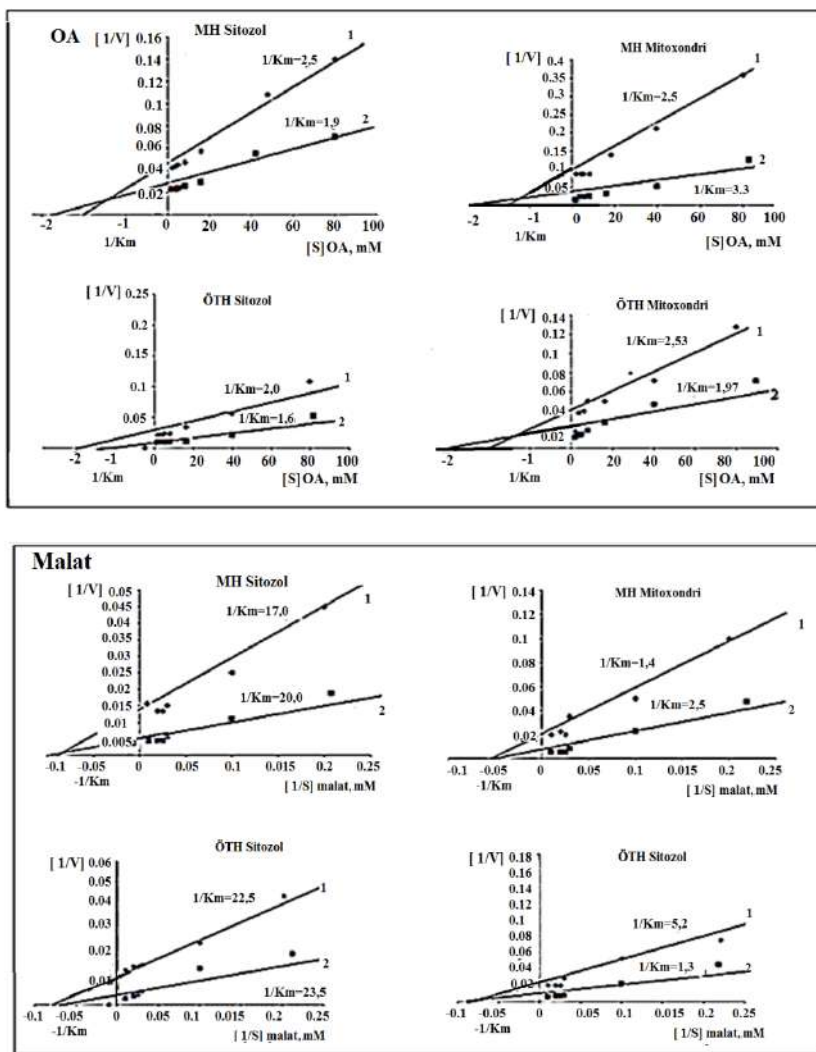 OA
MH Sitozol
[1/V]
0.16
0.14
0.12
0.1
0.08
0.06
0.04
0.02
1/Km=2,5
1
1/Km=1,9
2
-2
-1
0
20
40
60
80
100
1/Km
[S]OA, mM
MH Mitoxondri
[1/V]
0.4
0.35
0.3
0.25
0.2
0.15
0.1
0.05
1/Km=2,5
1
2
1/Km=3.3
-2
-1
0
20
40
60
80
100
1/Km
[S]OA, mM
ÖTH Sitozol
[1/V]
0.25
0.2
0.15
0.1
0.05
1/Km=2,0
1
1/Km=1,6
2
-2
-1
0
20
40
60
80
100
1/Km
[S]OA, mM
ÖTH Mitoxondri
[1/V]
0.14
0.12
0.1
0.08
0.06
0.04
0.02
1/Km=2,53
1
1/Km=1,97
2
-2
-1
0
20
40
60
80
100
1/Km
[S]OA, mM
Malat
MH Sitozol
[1/V]
0.05
0.045
0.04
0.035
0.03
0.025
0.02
0.015
0.01
0.005
1/Km=17,0
1
1/Km=20,0
2
-0.1
-0.05
0
0.05
0.1
0.15
0.2
0.25
-1/Km
[1/S] malat, mM
MH Mitoxondri
[1/V]
0.14
0.12
0.1
0.08
0.06
0.04
0.02
1/Km=1,4
1
1/Km=2,5
2
-0.1
-0.05
0
0.05
0.1
0.015
0.2
0.25
-1/Km
[1/S] malat, mM
ÖTH Sitozol
[1/V]
0.06
0.05
0.04
0.02
0.01
1/Km=22,5
1
2
1/Km=23,5
-0.1
-0.05
0
0.05
0.1
0.15
0.2
0.25
-1/Km
[1/S] malat, mM
ÖTH Sitozol
[1/V]
0.18
0.16
0.14
0.12
0.1
0.08
0.06
0.04
0.02
1/Km=5,2
1
1/Km=1,3
2
-0.1
-0.05
0
0.05
0.1
0.015
0.2
0.25
-1/Km
[1/S] malat, mM